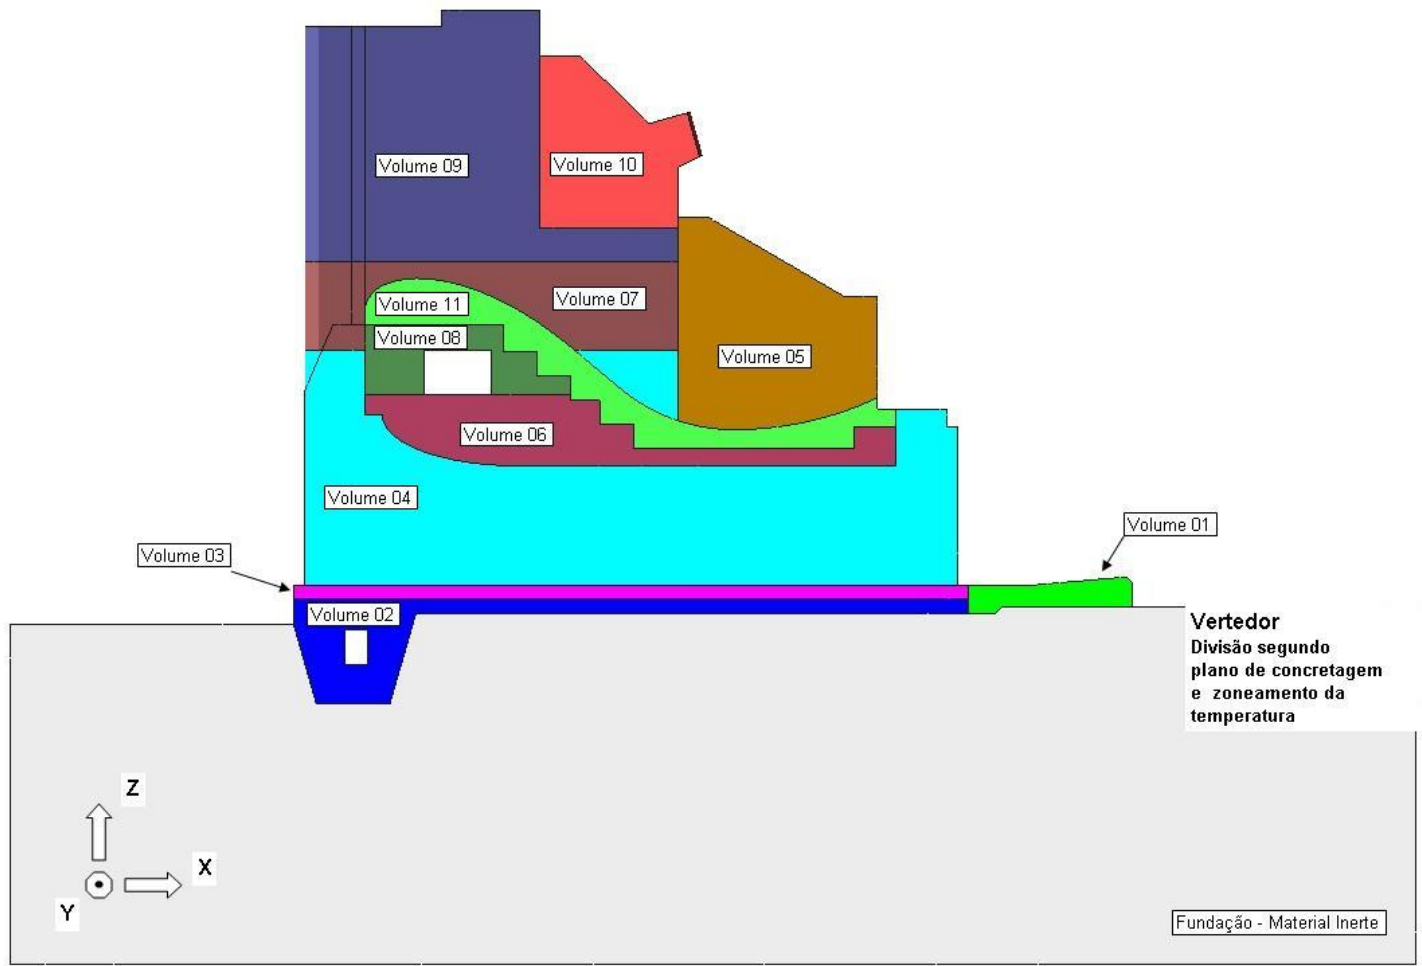 Volume 09
Volume 10
Volume 11
Volume 07
Volume 08
Volume 05
Volume 06
Volume 04
Volume 01
Volume 03
Volume 02
Vertedor
Divisão segundo
plano de concretagem
e zoneamento da
temperatura
Z
X
Y
Fundação - Material Inerte